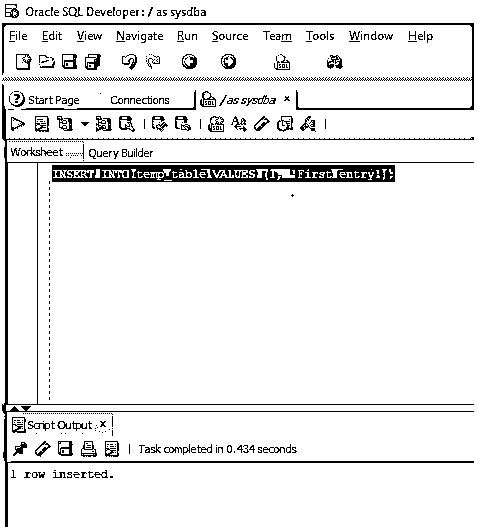 Oracle SQL Developer: / as sysdba
File Edit View Navigate Run Source Team Tools Window Help
Start Page Connections / as sysdba
Worksheet Query Builder
INSERT INTO temp_table VALUES (1, 'First entry');
Script Output
Task completed in 0.434 seconds
1 row inserted.